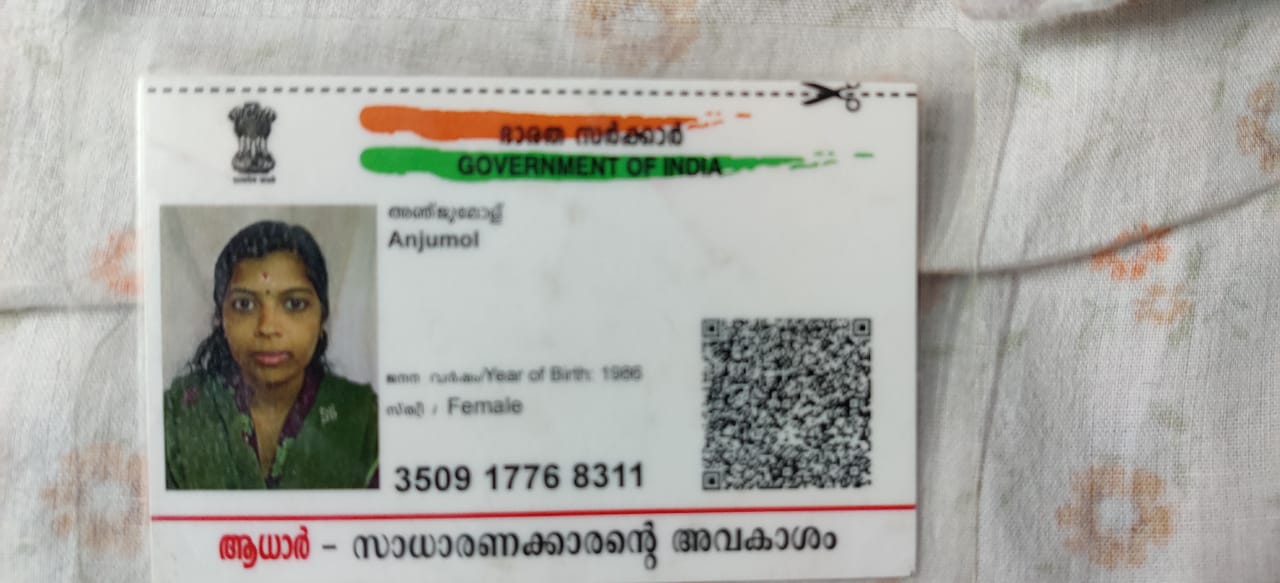 ഭാരത സർക്കാർ
GOVERNMENT OF INDIA
അഞ്ജുമോള്
Anjumol
ജനന വർഷം/Year of Birth: 1986
സ്ത്രീ / Female
3509 1776 8311
ആധാർ - സാധാരണക്കാരന്റെ അവകാശം